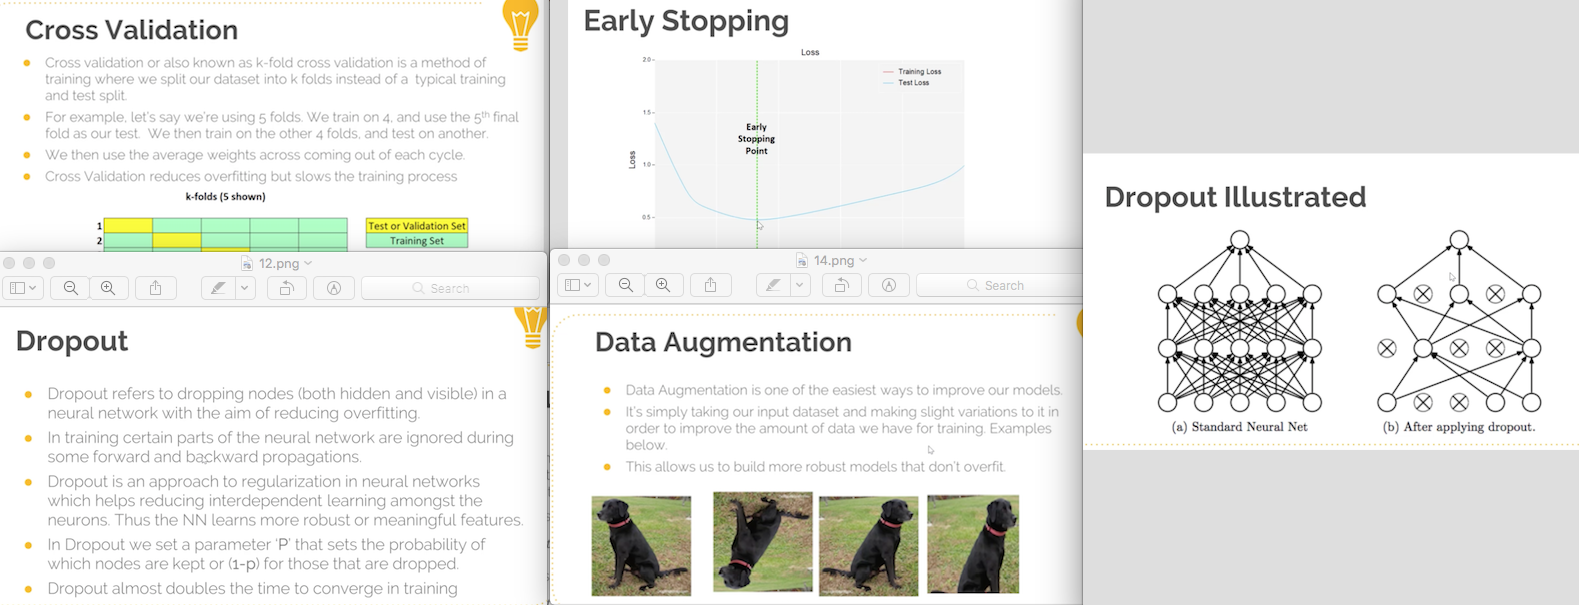 Cross Validation
Cross validation or also known as k-fold cross validation is a method of
training where we split our dataset into k folds instead of a typical training
and test split.
For example, let's say we're using 5 folds. We train on 4, and use the 5th final
fold as our test. We then train on the other 4 folds, and test on another.
We then use the average weights across coming out of each cycle.
Cross Validation reduces overfitting but slows the training process
k-folds (5 shown)
1
2
Test or Validation Set
Training Set
Early Stopping
Loss
2.0
1.5
1.0
0.5
Loss
Training Loss
Test Loss
Early
Stopping
Point
12.png
Search
Dropout
Dropout refers to dropping nodes (both hidden and visible) in a
neural network with the aim of reducing overfitting.
In training certain parts of the neural network are ignored during
some forward and backward propagations.
Dropout is an approach to regularization in neural networks
which helps reducing interdependent learning amongst the
neurons. Thus the NN learns more robust or meaningful features.
In Dropout we set a parameter 'P' that sets the probability of
which nodes are kept or (1-p) for those that are dropped.
Dropout almost doubles the time to converge in training
14.png
Search
Data Augmentation
Data Augmentation is one of the easiest ways to improve our models.
It's simply taking our input dataset and making slight variations to it in
order to improve the amount of data we have for training. Examples
below.
This allows us to build more robust models that don't overfit.
Dropout Illustrated
(a) Standard Neural Net
(b) After applying dropout.